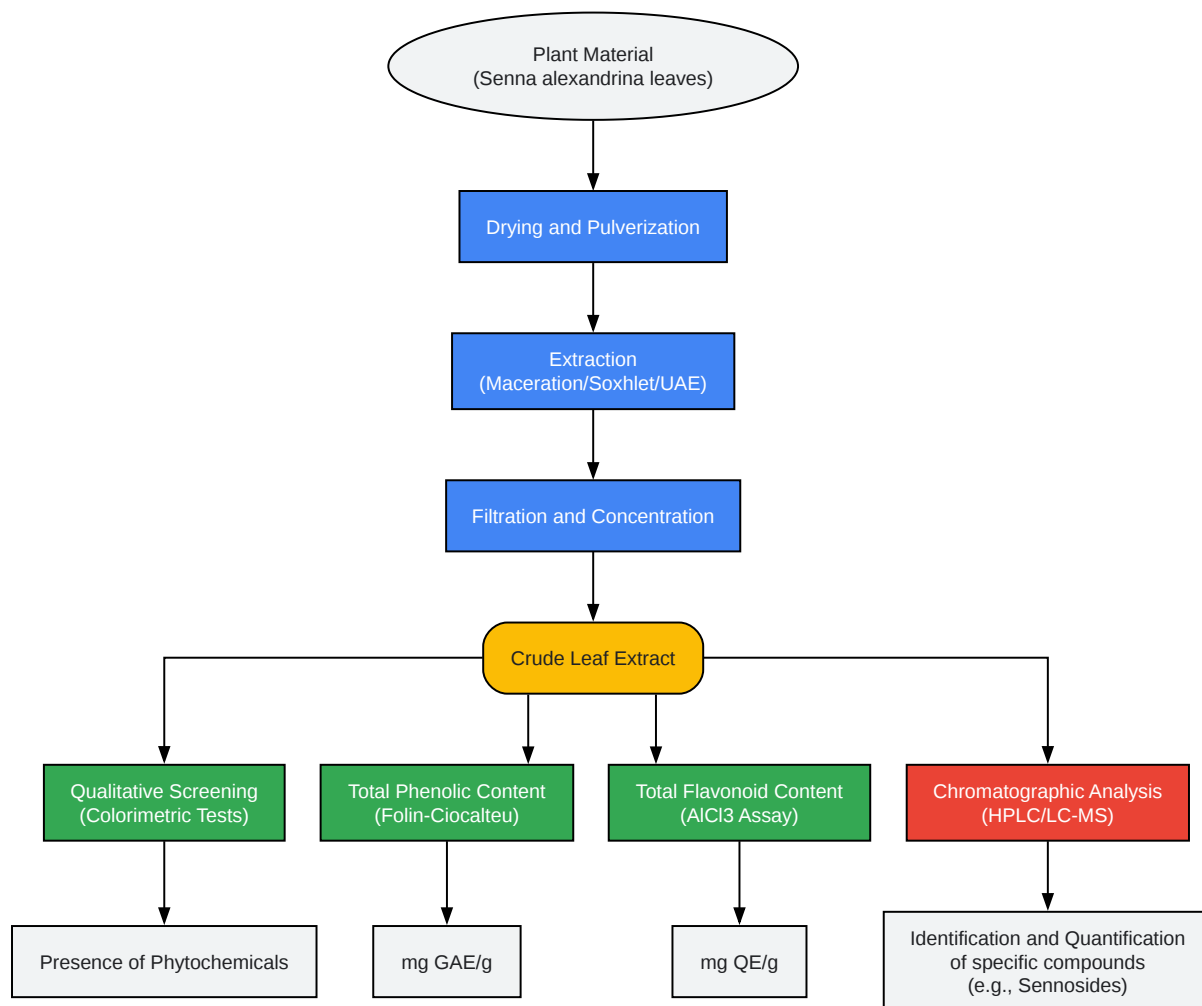 Plant Material
(Senna alexandrina leaves)
Drying and Pulverization
Extraction
(Maceration/Soxhlet/UAE)
Filtration and Concentration
Crude Leaf Extract
Qualitative Screening
(Colorimetric Tests)
Total Phenolic Content
(Folin-Ciocalteu)
Total Flavonoid Content
(AlCl3 Assay)
Chromatographic Analysis
(HPLC/LC-MS)
Presence of Phytochemicals
mg GAE/g
mg QE/g
Identification and Quantification
of specific compounds
(e.g., Sennosides)